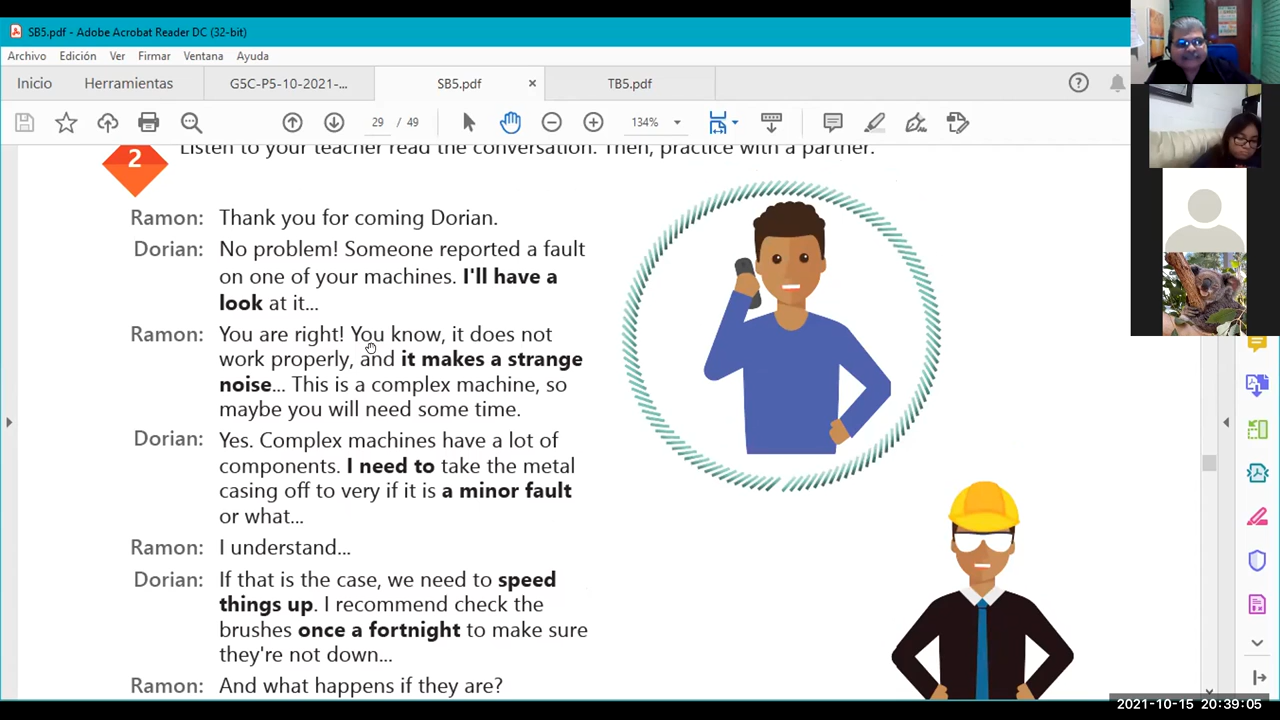 SB5.pdf - Adobe Acrobat Reader DC (32-bit)
Archivo Edición Ver Firmar Ventana Ayuda
Inicio Herramientas G5C-P5-10-2021-... SB5.pdf × TB5.pdf
29 / 49 134%
2 Listen to your teacher read the conversation. Then, practice with a partner.
Ramon: Thank you for coming Dorian.
Dorian: No problem! Someone reported a fault
on one of your machines. I'll have a
look at it...
Ramon: You are right! You know, it does not
work properly, and it makes a strange
noise... This is a complex machine, so
maybe you will need some time.
Dorian: Yes. Complex machines have a lot of
components. I need to take the metal
casing off to very if it is a minor fault
or what...
Ramon: I understand...
Dorian: If that is the case, we need to speed
things up. I recommend check the
brushes once a fortnight to make sure
they're not down...
Ramon: And what happens if they are?
2021-10-15 20:39:05